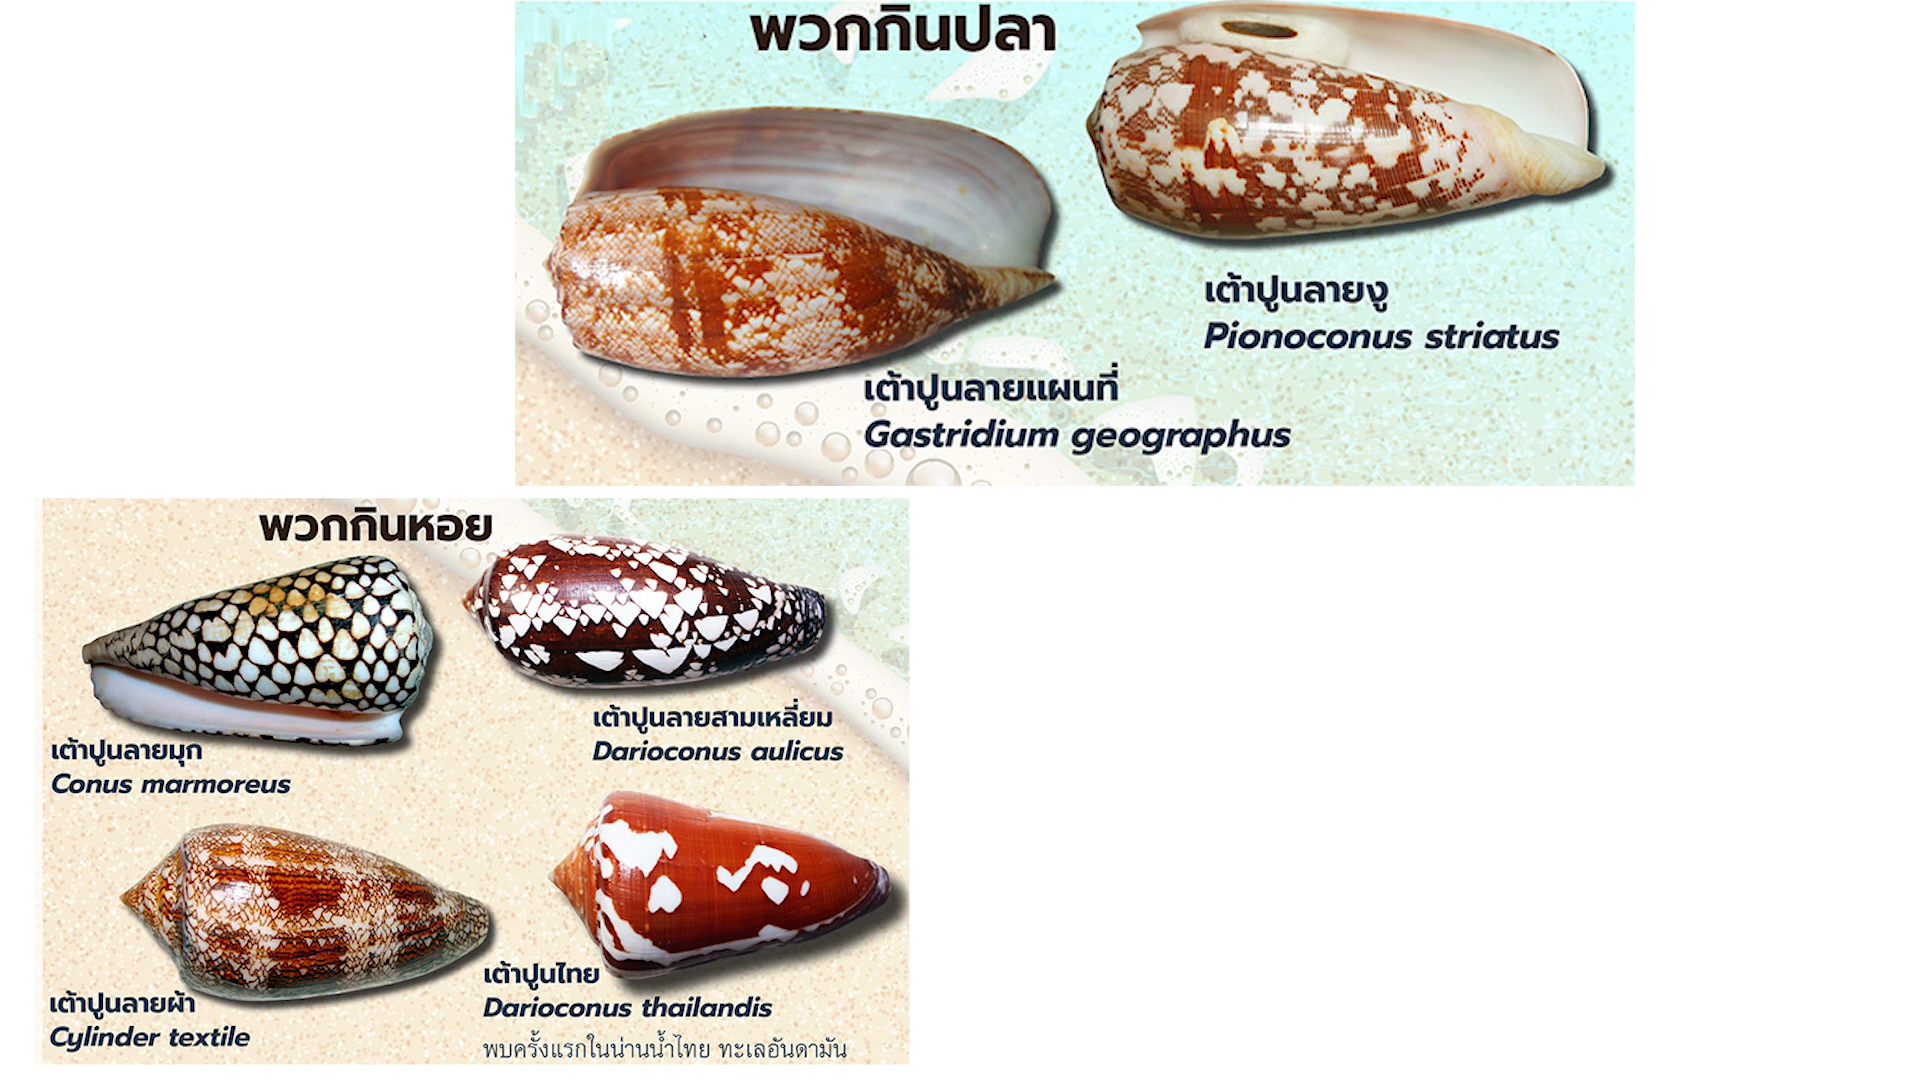 พวกกินปลา
เต้าปูนลายงู
Pionoconus striatus
เต้าปูนลายแผนที่
Gastridium geographus
พวกกินหอย
เต้าปูนลายสามเหลี่ยม
Darioconus aulicus
เต้าปูนลายมุก
Conus marmoreus
เต้าปูนไทย
Darioconus thailandis
พบครั้งแรกในน่านน้ำไทย ทะเลอันดามัน
เต้าปูนลายผ้า
Cylinder textile